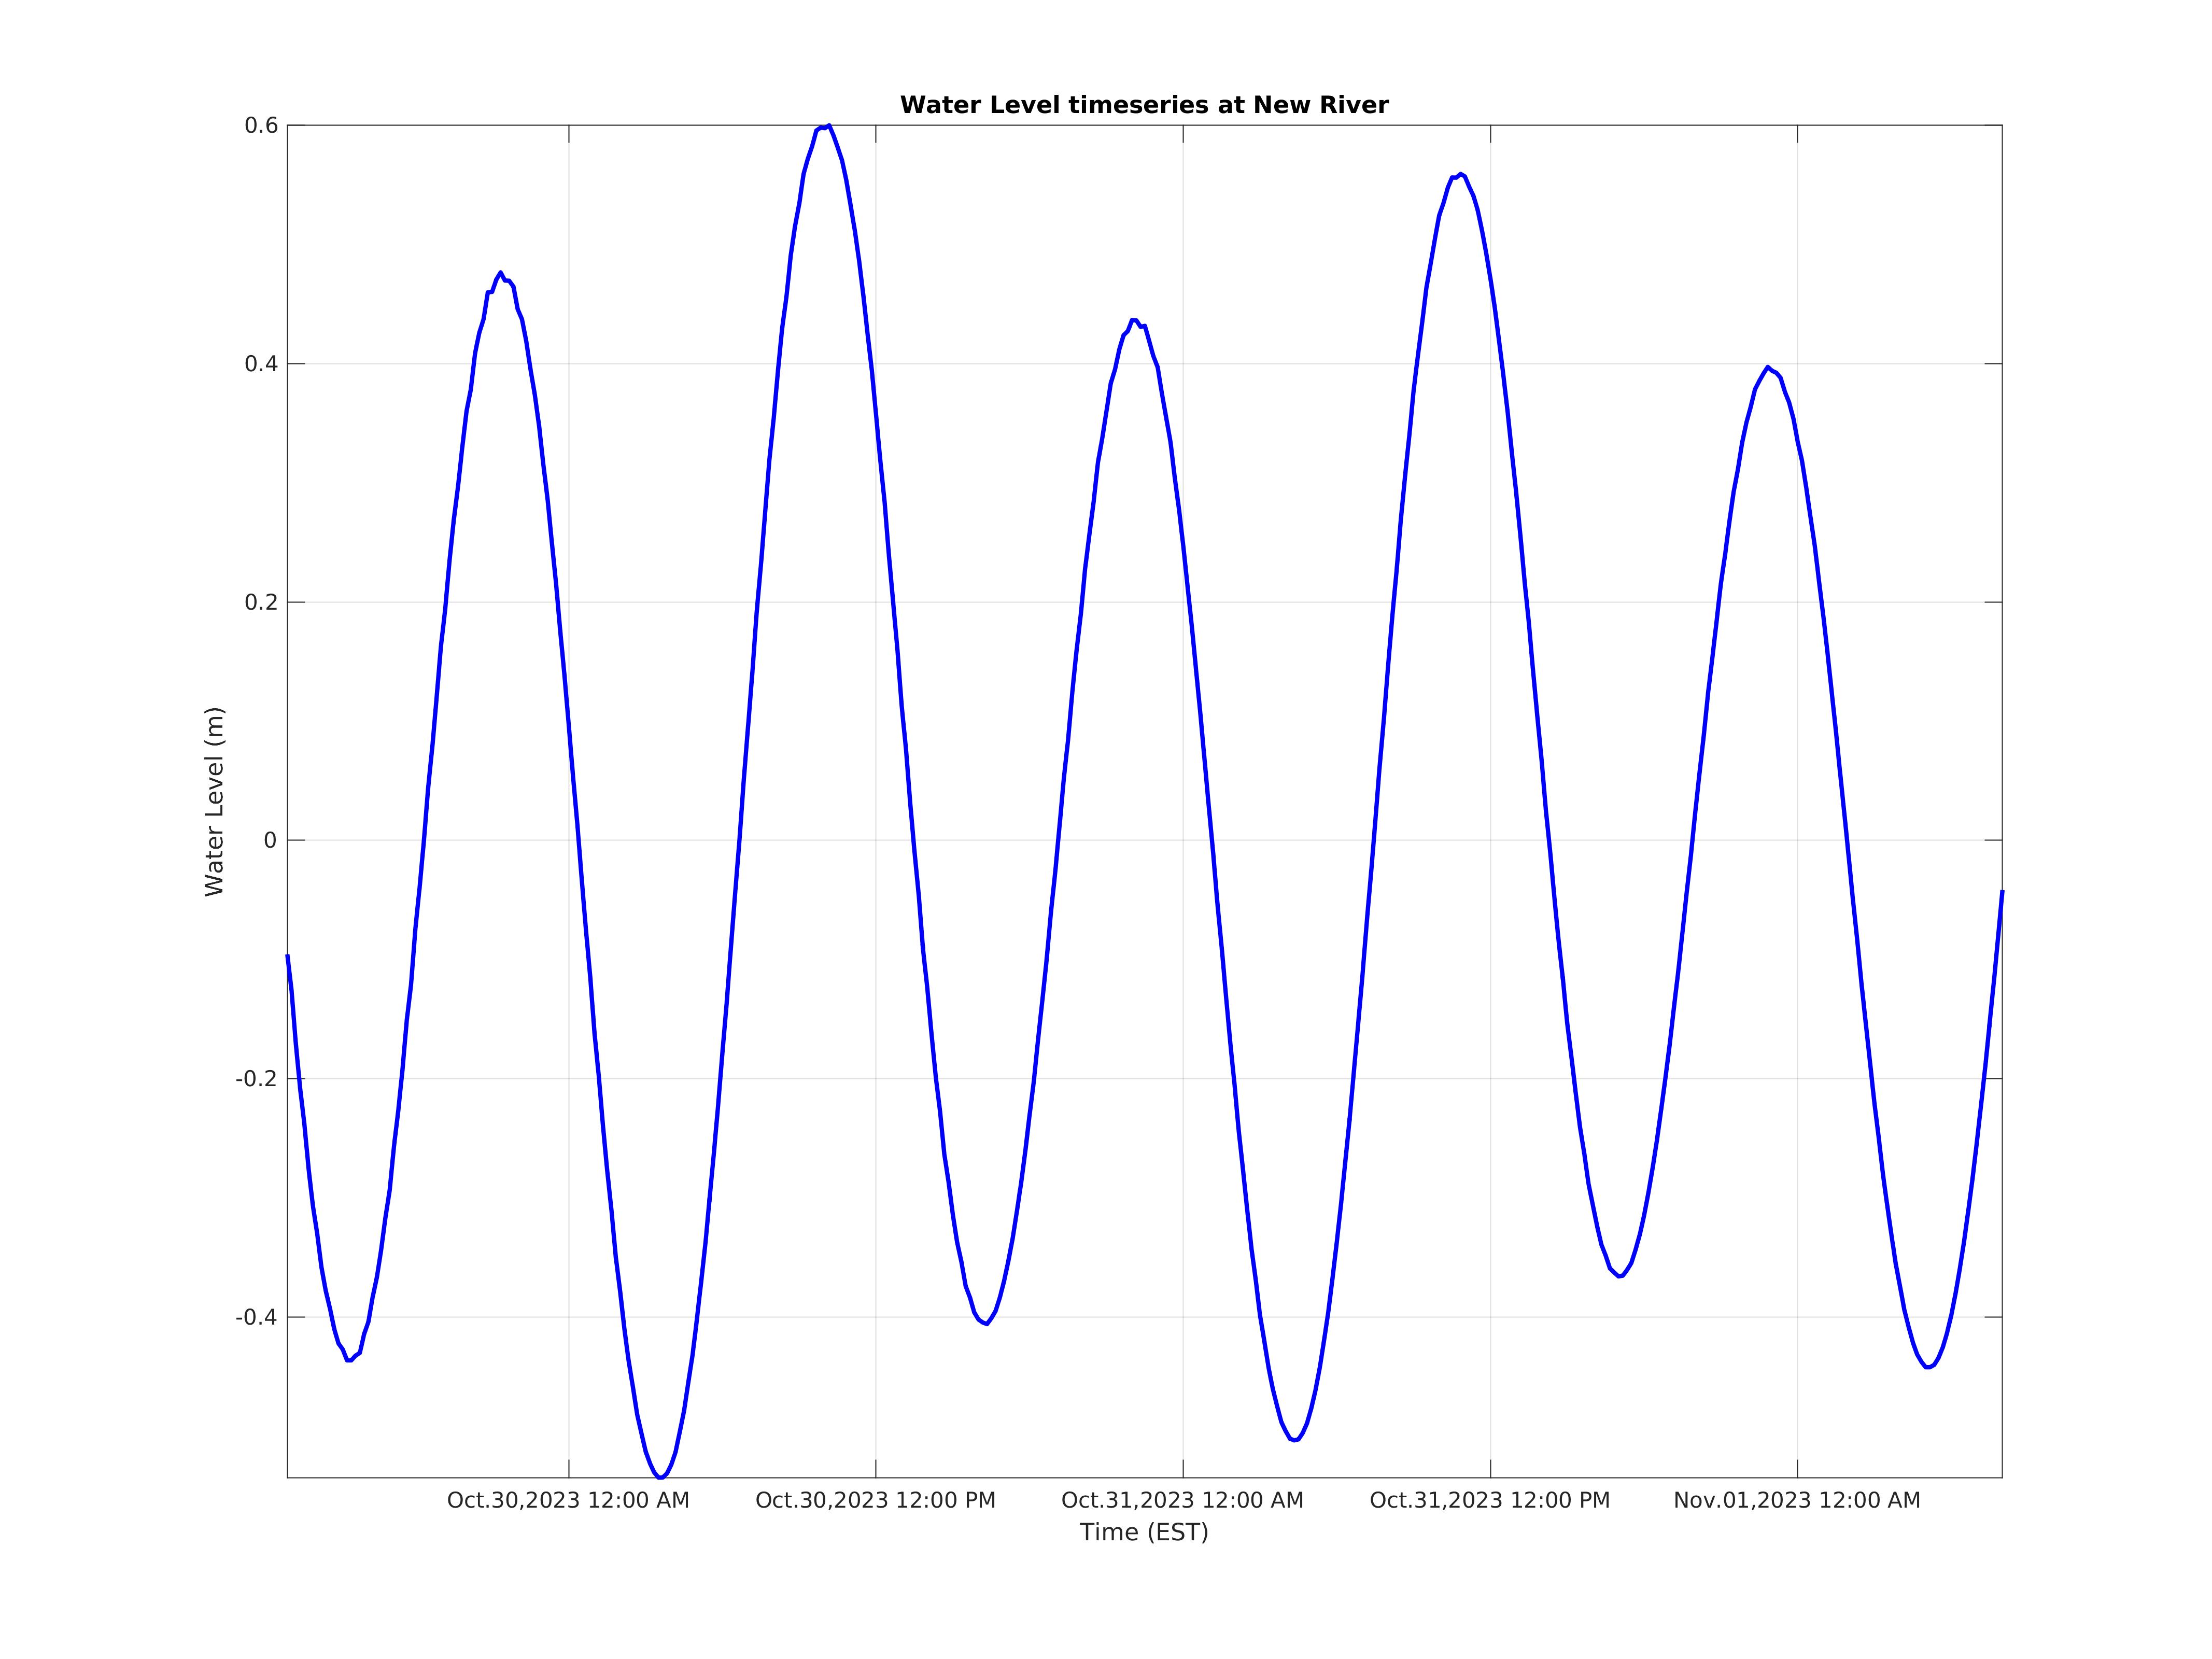 Water Level timeseries at New River
0.6
0.4
0.2
0
-0.2
-0.4
Water Level (m)
Oct.30,2023 12:00 AM
Oct.30,2023 12:00 PM
Oct.31,2023 12:00 AM
Oct.31,2023 12:00 PM
Nov.01,2023 12:00 AM
Time (EST)